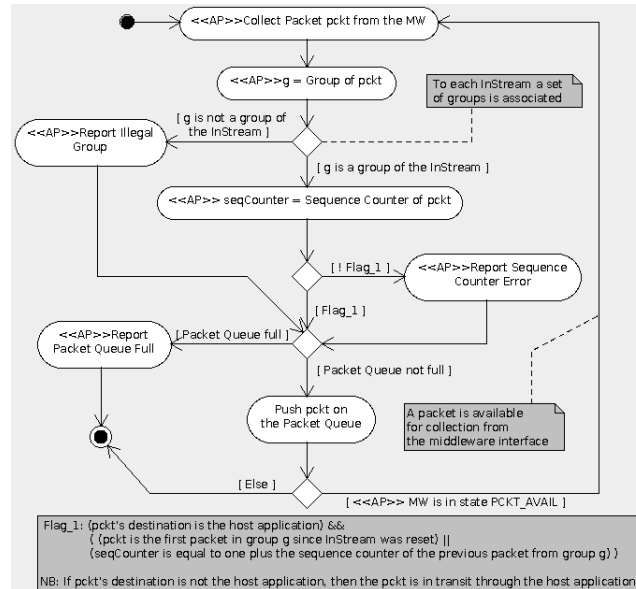 <<AP>>Collect Packet pckt from the MW
<<AP>>g = Group of pckt
To each InStream a set
of groups is associated
[ g is not a group of
the InStream ]
<<AP>>Report Illegal
Group
[ g is a group of the InStream ]
<<AP>> seqCounter = Sequence Counter of pckt
[ ! Flag_1 ]
<<AP>>Report Sequence
Counter Error
[ Flag_1 ]
<<AP>>Report
Packet Queue Full
[ Packet Queue full ]
[ Packet Queue not full ]
Push pckt on
the Packet Queue
A packet is available
for collection from
the middleware interface
[ Else ]
[ <<AP>> MW is in state PCKT_AVAIL ]
Flag_1: {pckt's destination is the host application} &&
{ (pckt is the first packet in group g since InStream was reset) ||
(seqCounter is equal to one plus the sequence counter of the previous packet from group g) }
NB: If pckt's destination is not the host application, then the pckt is in transit through the host application